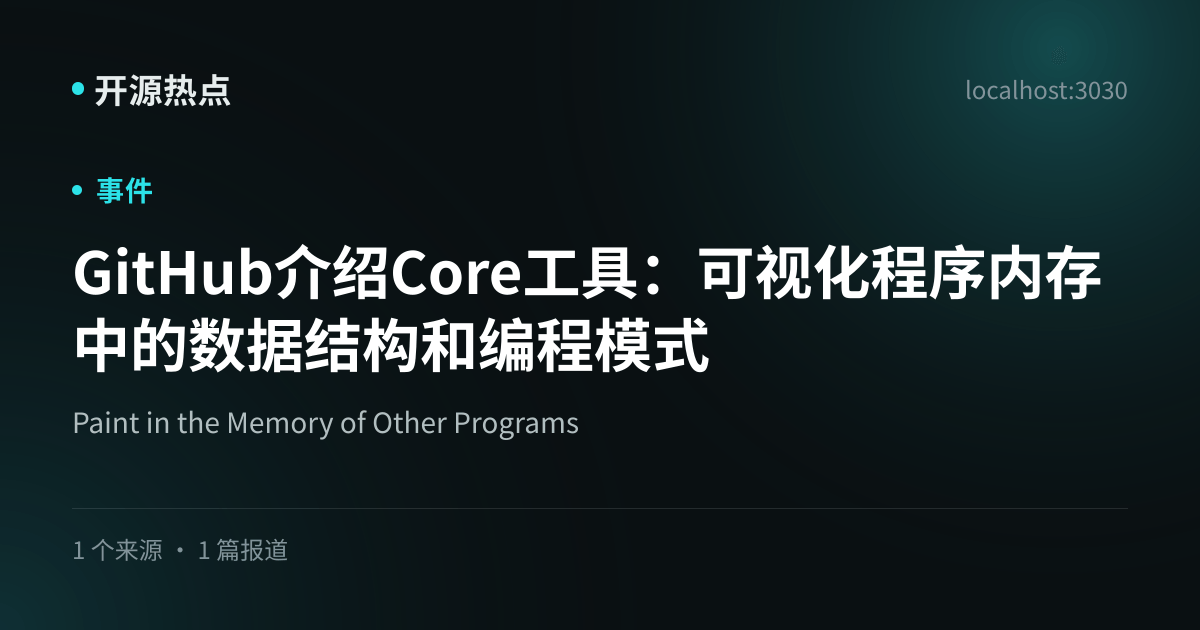 开源热点
localhost:3030
事件
GitHub介绍Core工具：可视化程序内存
中的数据结构和编程模式
Paint in the Memory of Other Programs
1 个来源 · 1 篇报道